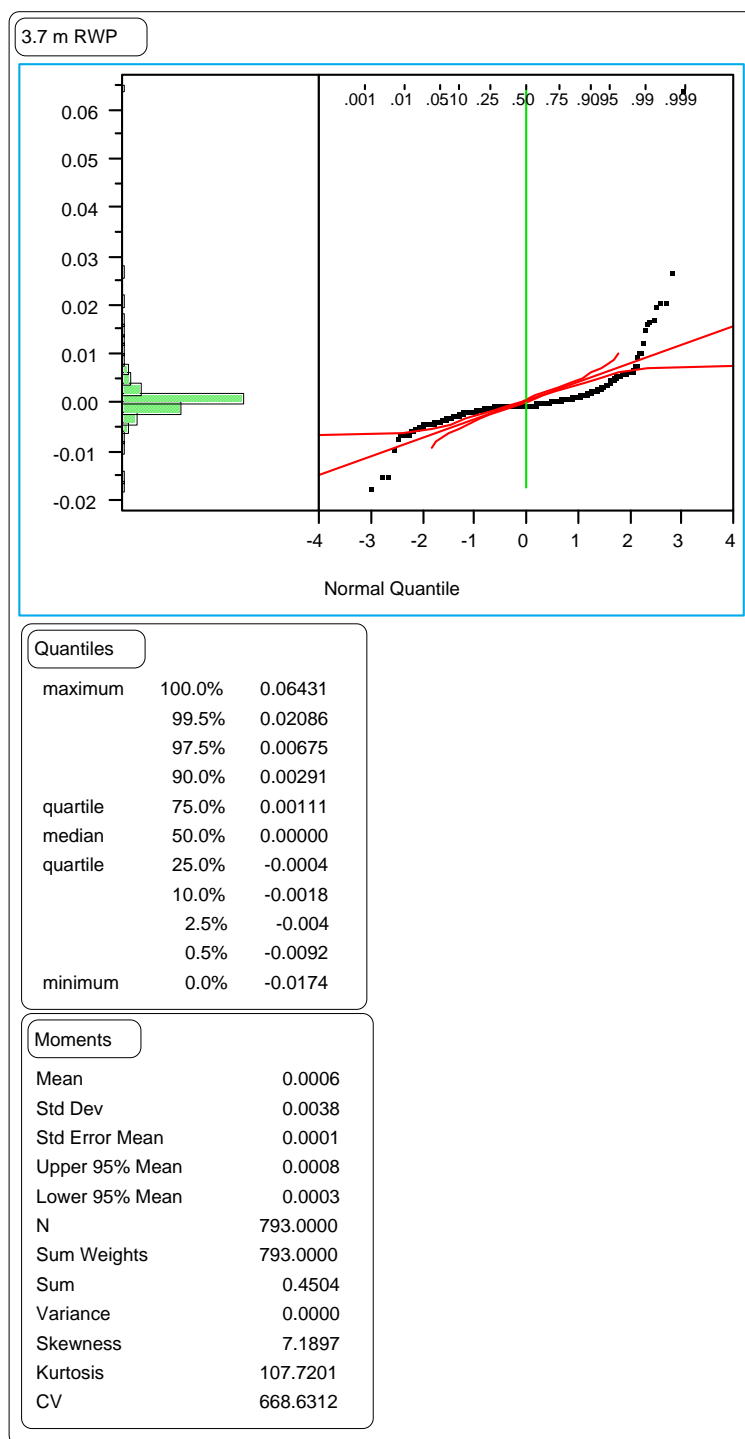 3.7 m RWP
.001 .01 .0510 .25 .50 .75 .9095 .99 .999
0.06
0.05
0.04
0.03
0.02
0.01
0.00
-0.01
-0.02
-4 -3 -2 -1 0 1 2 3 4
Normal Quantile
Quantiles
maximum 100.0% 0.06431
99.5% 0.02086
97.5% 0.00675
90.0% 0.00291
quartile 75.0% 0.00111
median 50.0% 0.00000
quartile 25.0% -0.0004
10.0% -0.0018
2.5% -0.004
0.5% -0.0092
minimum 0.0% -0.0174
Moments
Mean 0.0006
Std Dev 0.0038
Std Error Mean 0.0001
Upper 95% Mean 0.0008
Lower 95% Mean 0.0003
N 793.0000
Sum Weights 793.0000
Sum 0.4504
Variance 0.0000
Skewness 7.1897
Kurtosis 107.7201
CV 668.6312